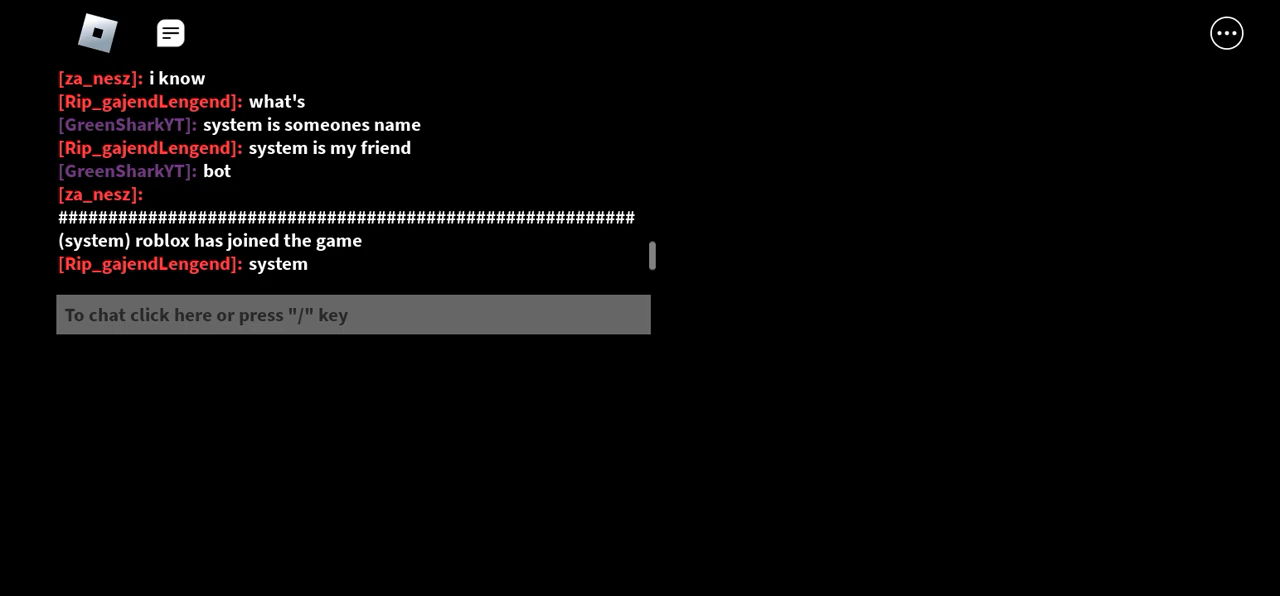 [za_nesz]: i know
[Rip_gajendLengend]: what's
[GreenSharkYT]: system is someones name
[Rip_gajendLengend]: system is my friend
[GreenSharkYT]: bot
[za_nesz]:
##########################################################
(system) roblox has joined the game
[Rip_gajendLengend]: system
To chat click here or press "/" key